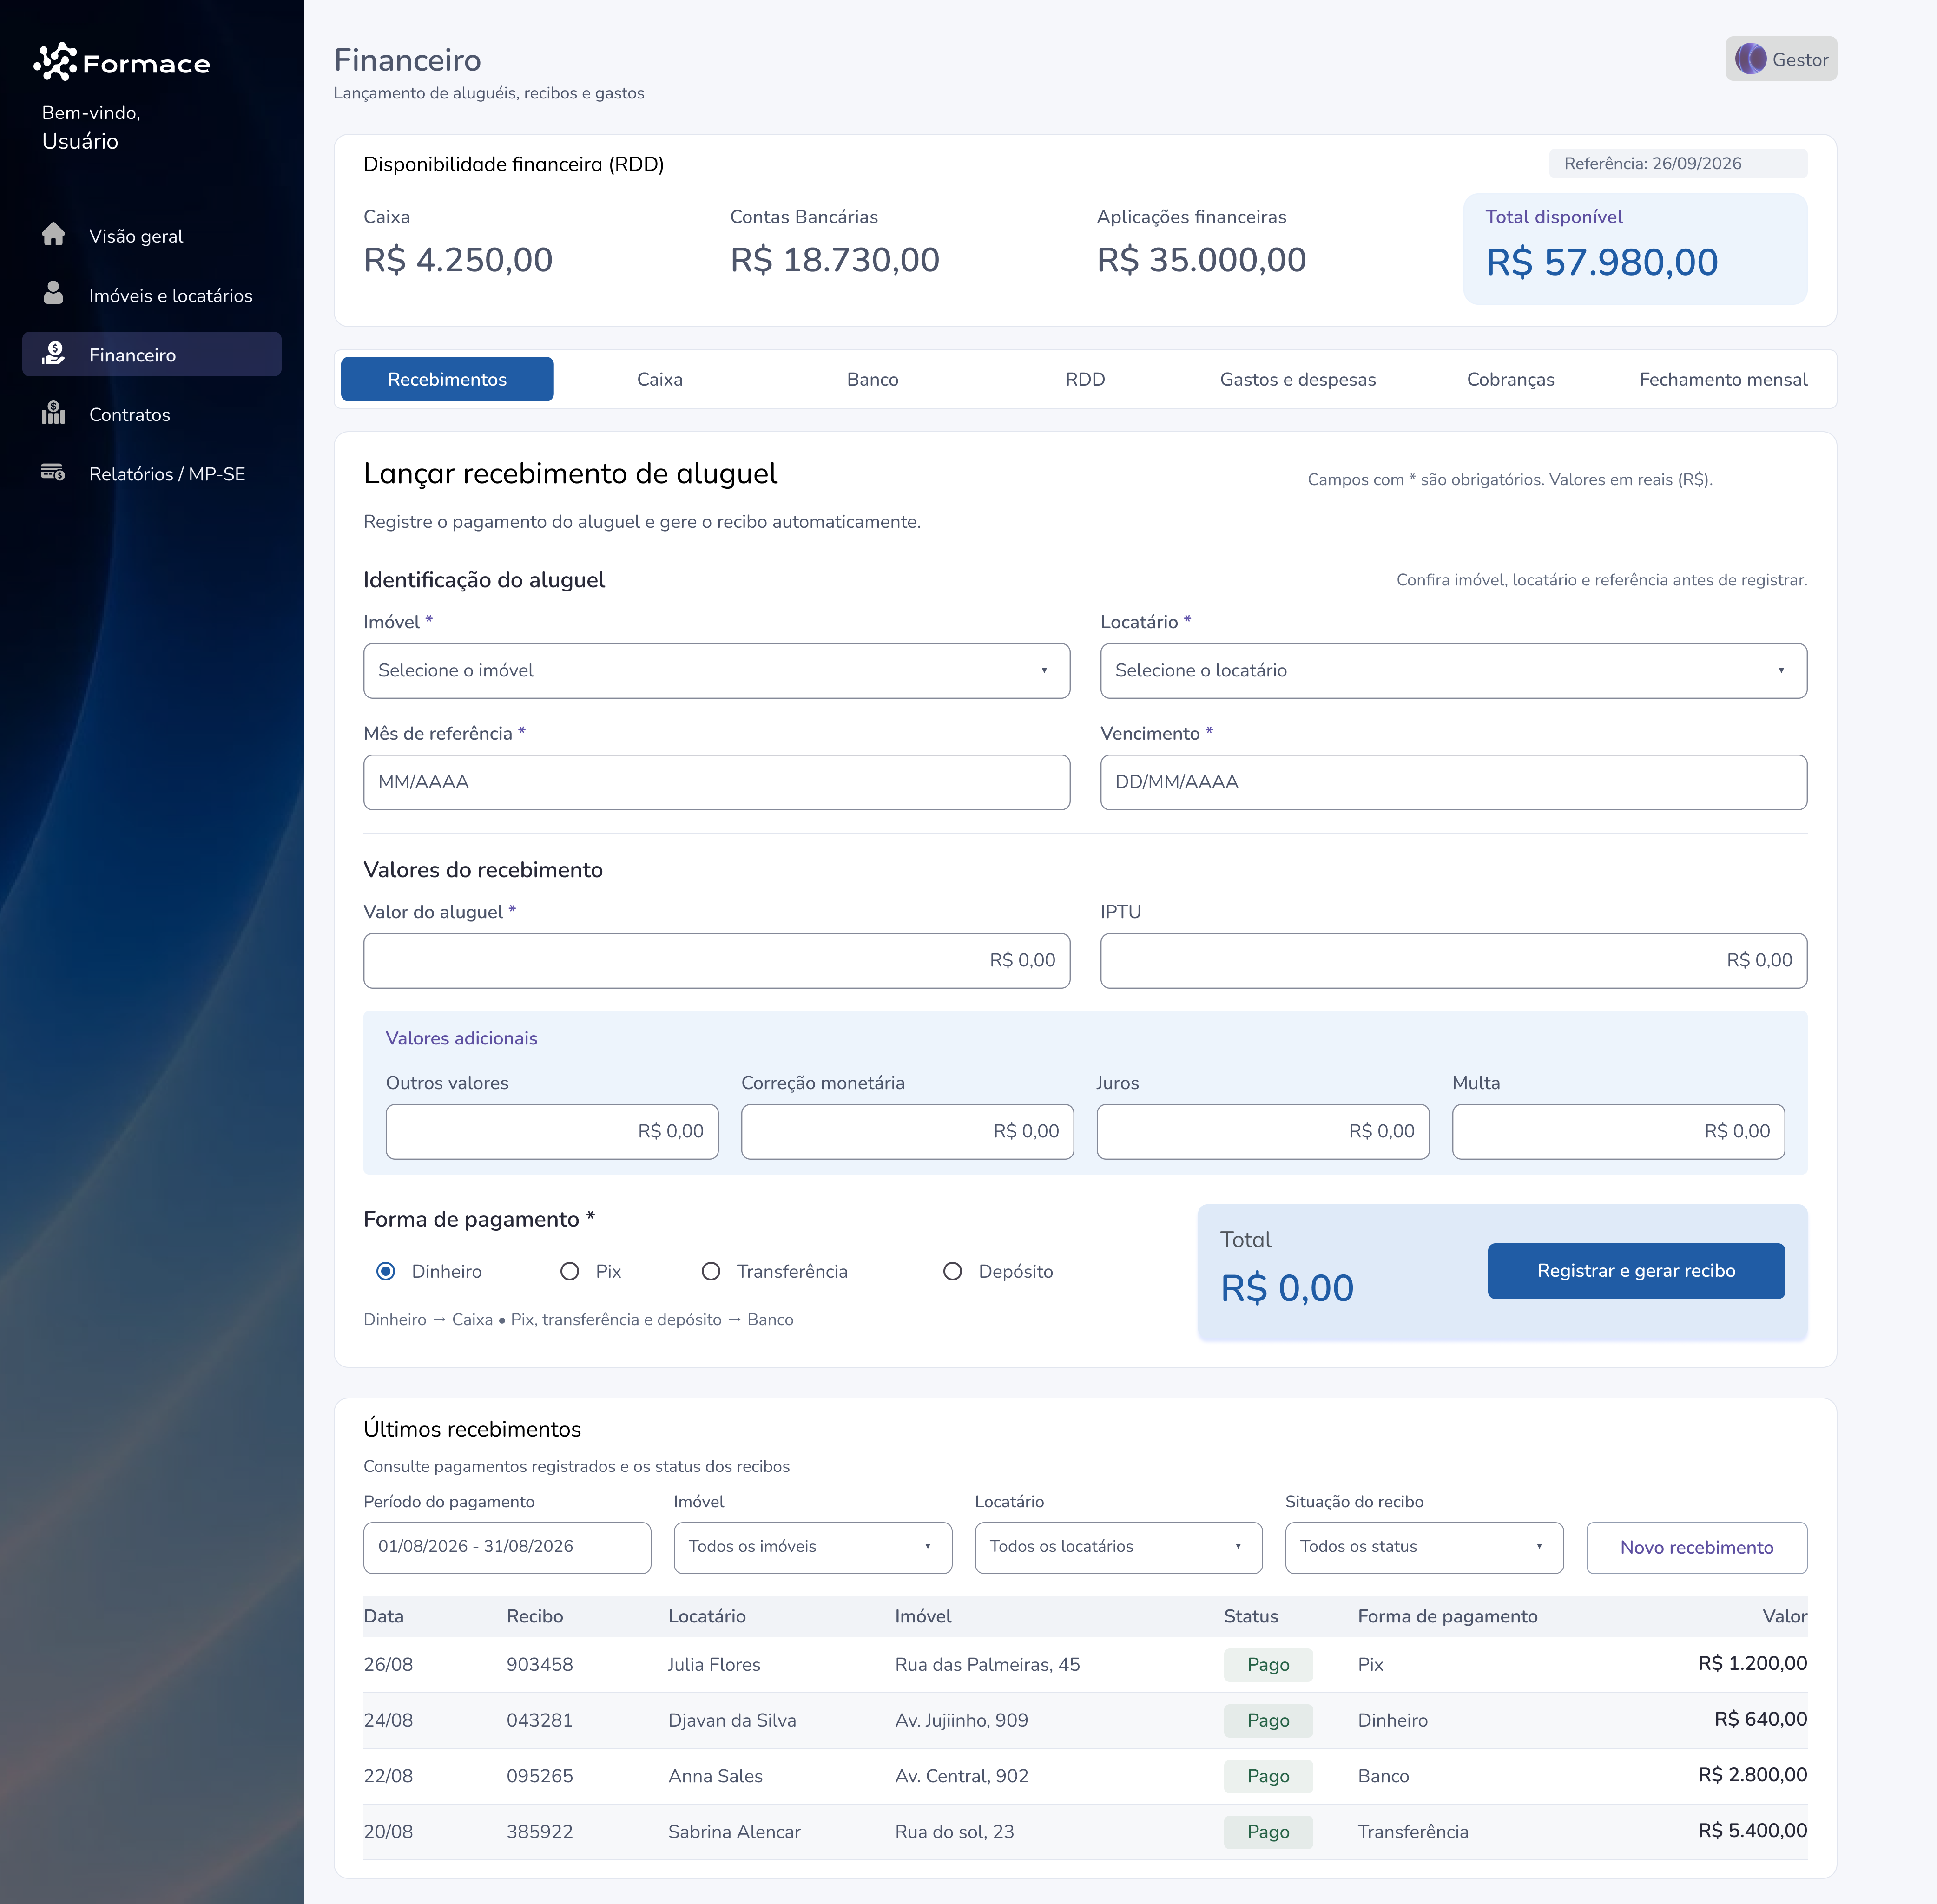 Formace
Bem-vindo,
Usuário
Visão geral
Imóveis e locatários
Financeiro
Contratos
Relatórios / MP-SE
Financeiro
Lançamento de aluguéis, recibos e gastos
Gestor
Disponibilidade financeira (RDD)
Referência: 26/09/2026
Caixa
R$ 4.250,00
Contas Bancárias
R$ 18.730,00
Aplicações financeiras
R$ 35.000,00
Total disponível
R$ 57.980,00
Recebimentos
Caixa
Banco
RDD
Gastos e despesas
Cobranças
Fechamento mensal
Lançar recebimento de aluguel
Campos com * são obrigatórios. Valores em reais (R$).
Registre o pagamento do aluguel e gere o recibo automaticamente.
Identificação do aluguel
Confira imóvel, locatário e referência antes de registrar.
Imóvel *
Selecione o imóvel
Locatário *
Selecione o locatário
Mês de referência *
MM/AAAA
Vencimento *
DD/MM/AAAA
Valores do recebimento
Valor do aluguel *
R$ 0,00
IPTU
R$ 0,00
Valores adicionais
Outros valores
R$ 0,00
Correção monetária
R$ 0,00
Juros
R$ 0,00
Multa
R$ 0,00
Forma de pagamento *
Dinheiro
Pix
Transferência
Depósito
Dinheiro → Caixa • Pix, transferência e depósito → Banco
Total
R$ 0,00
Registrar e gerar recibo
Últimos recebimentos
Consulte pagamentos registrados e os status dos recibos
Período do pagamento
01/08/2026 - 31/08/2026
Imóvel
Todos os imóveis
Locatário
Todos os locatários
Situação do recibo
Todos os status
Novo recebimento
Data Recibo Locatário Imóvel Status Forma de pagamento Valor
26/08 903458 Julia Flores Rua das Palmeiras, 45 Pago Pix R$ 1.200,00
24/08 043281 Djavan da Silva Av. Jujiinho, 909 Pago Dinheiro R$ 640,00
22/08 095265 Anna Sales Av. Central, 902 Pago Banco R$ 2.800,00
20/08 385922 Sabrina Alencar Rua do sol, 23 Pago Transferência R$ 5.400,00